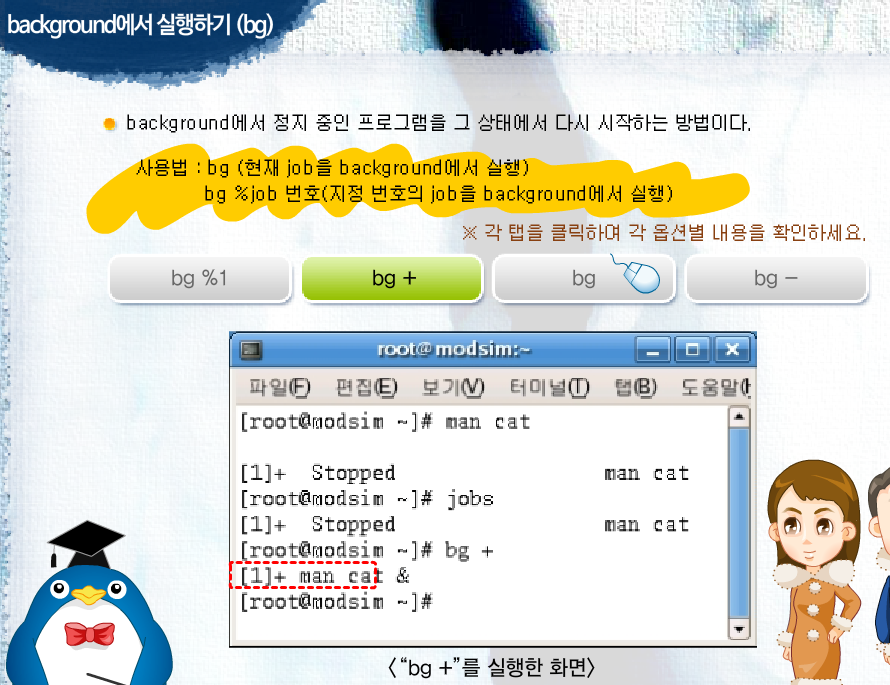 background에서 실행하기 (bg)
background에서 정지 중인 프로그램을 그 상태에서 다시 시작하는 방법이다.
사용법 : bg (현재 job을 background에서 실행)
bg %job 번호(지정 번호의 job을 background에서 실행)
※ 각 탭을 클릭하여 각 옵션별 내용을 확인하세요.
bg %1 bg + bg bg -
root@modsim:~
파일(F) 편집(E) 보기(V) 터미널(T) 탭(B) 도움말(H
[root@modsim ~]# man cat
[1]+ Stopped man cat
[root@modsim ~]# jobs
[1]+ Stopped man cat
[root@modsim ~]# bg +
[1]+ man cat &
[root@modsim ~]#
〈 “bg +”를 실행한 화면〉